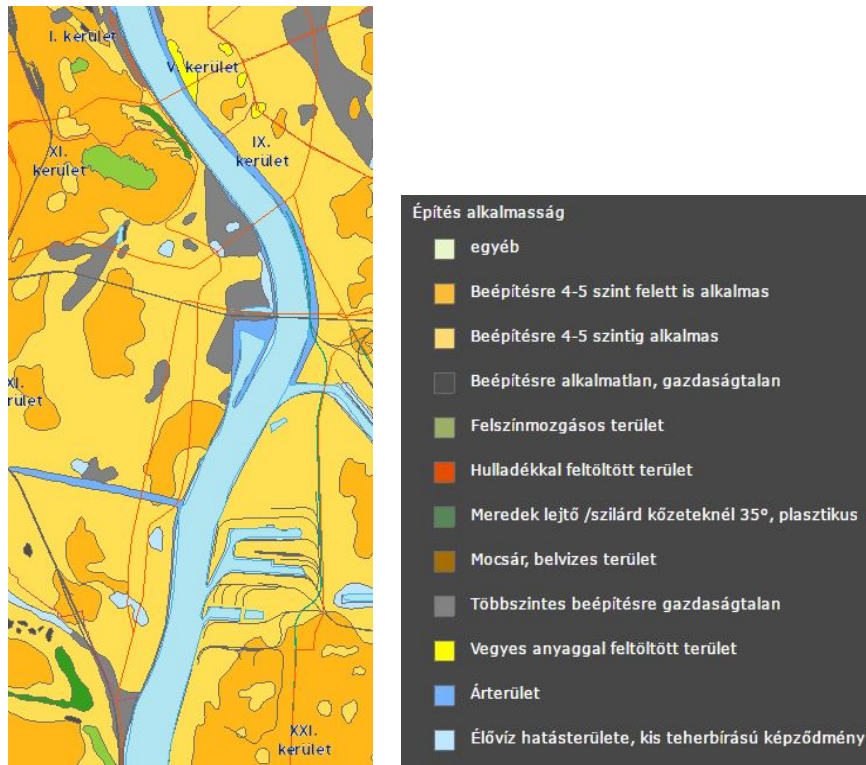 I. kerület
V. kerület
IX.
kerület
XI.
kerület
XI.
rület
XXI.
kerület
Építés alkalmasság
egyéb
Beépítésre 4-5 szint felett is alkalmas
Beépítésre 4-5 szintig alkalmas
Beépítésre alkalmatlan, gazdaságtalan
Felszínmozgásos terület
Hulladékkal feltöltött terület
Meredek lejtő /szilárd kőzeteknél 35°, plasztikus
Mocsár, belvizes terület
Többszintes beépítésre gazdaságtalan
Vegyes anyaggal feltöltött terület
Árterület
Élővíz hatásterülete, kis teherbírású képződmény